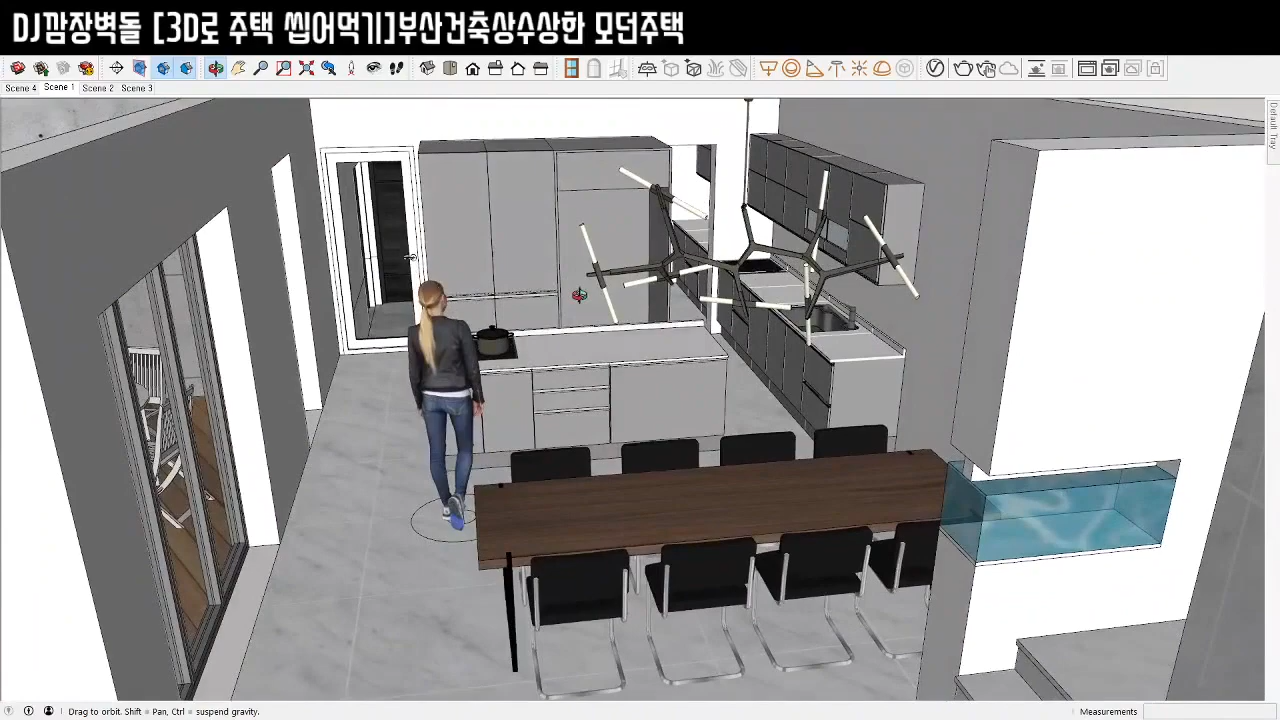 DJ깜장벽돌 [3D로 주택 씹어먹기]부산건축상수상한 모던주택
Scene 4 Scene 1 Scene 2 Scene 3
Default Tray
Drag to orbit. Shift = Pan, Ctrl = suspend gravity.
Measurements